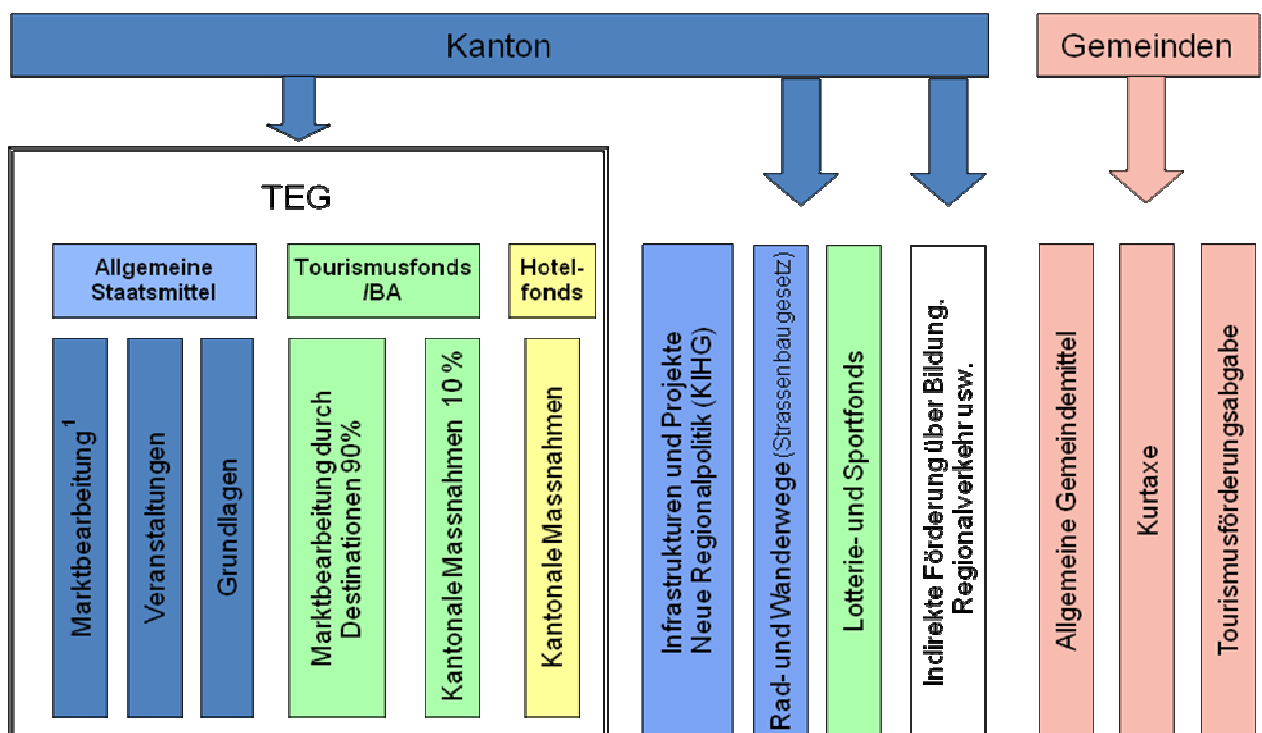 Kanton
Gemeinden
TEG
Allgemeine
Staatsmittel
Tourismusfonds
/BA
Hotel-
fonds
Marktbearbeitung¹
Veranstaltungen
Grundlagen
Marktbearbeitung durch
Destinationen 90%
Kantonale Massnahmen 10 %
Kantonale Massnahmen
Infrastrukturen und Projekte
Neue Regionalpolitik (KIHG)
Rad- und Wanderwege (Strassenbaugesetz)
Lotterie- und Sportfonds
Indirekte Förderung über Bildung.
Regionalverkehr usw.
Allgemeine Gemeindemittel
Kurtaxe
Tourismusförderungsabgabe